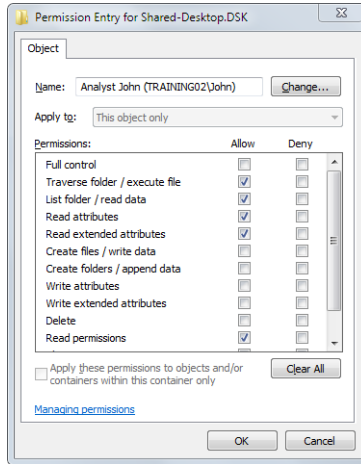 Permission Entry for Shared-Desktop.DSK
Object
Name: Analyst John (TRAINING02\John) Change...
Apply to: This object only
Permissions: Allow Deny
Full control
Traverse folder / execute file
List folder / read data
Read attributes
Read extended attributes
Create files / write data
Create folders / append data
Write attributes
Write extended attributes
Delete
Read permissions
Apply these permissions to objects and/or
containers within this container only
Clear All
Managing permissions
OK Cancel